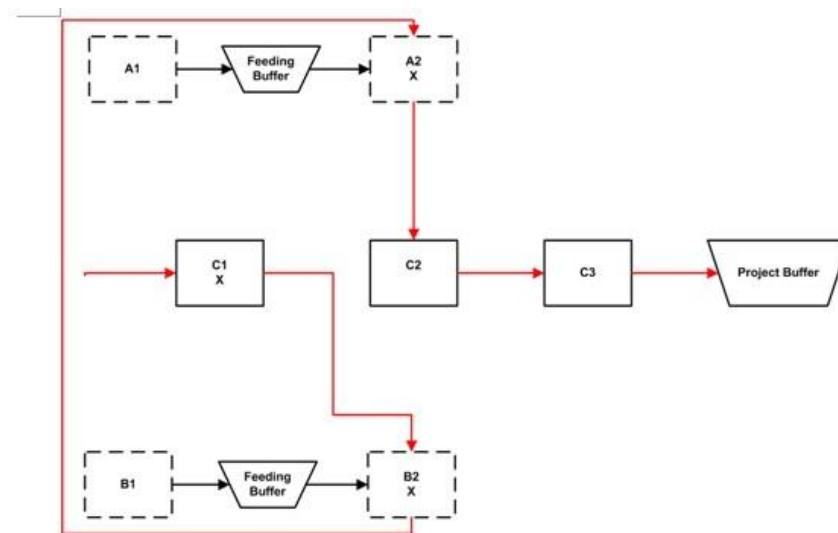 A1
Feeding
Buffer
A2
X
C1
X
C2
C3
Project Buffer
B1
Feeding
Buffer
B2
X